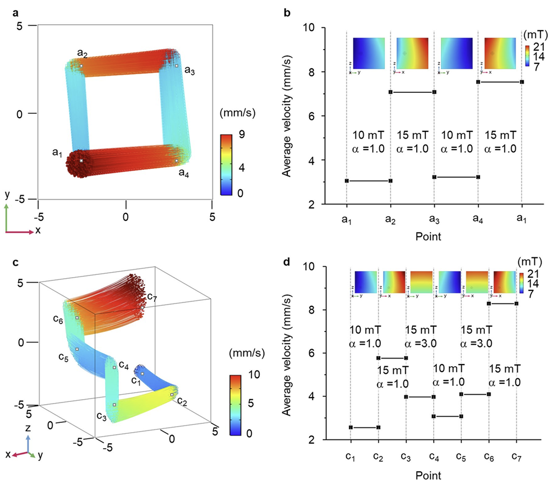 a
5
0
-5
-5
0
5
y
x
a2
a3
a1
a4
(mm/s)
9
6
4
0
b
(mT)
21
14
7
z
x → y
z
y → x
z
x → y
z
y → x
Average velocity (mm/s)
9
8
7
6
5
4
3
2
10 mT
α=1.0
15 mT
α=1.0
10 mT
α=1.0
15 mT
α=1.0
a1
a2
a3
a4
a1
Point
c
5
0
-5
-5
0
5
-5
0
5
z
x
y
c7
c6
c5
c4
c1
c2
c3
(mm/s)
10
5
0
d
(mT)
21
14
7
Average velocity (mm/s)
10
8
6
4
2
10 mT
α=1.0
15 mT
α=1.0
15 mT
α=3.0
10 mT
α=1.0
15 mT
α=3.0
15 mT
α=1.0
c1
c2
c3
c4
c5
c6
c7
Point